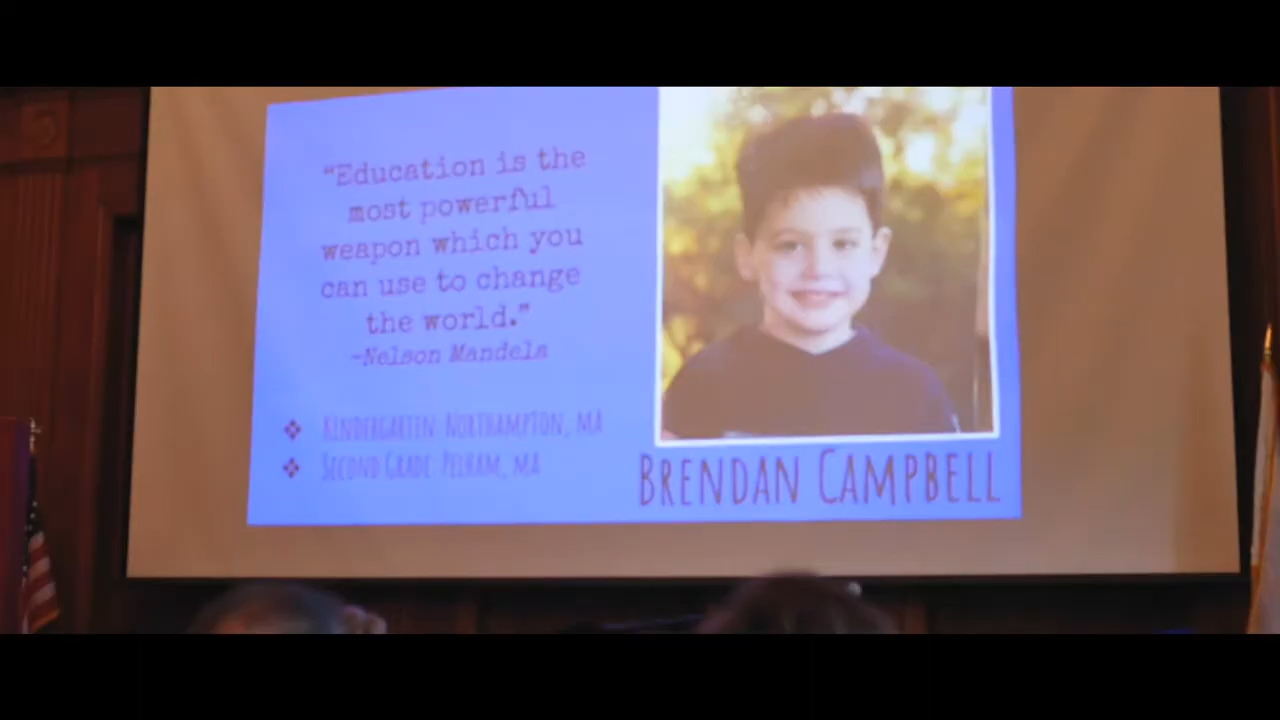 “Education is the
most powerful
weapon which you
can use to change
the world.”
~Nelson Mandela
❖ Kindergarten: Northampton, MA
❖ Second Grade: Pelham, MA
Brendan Campbell